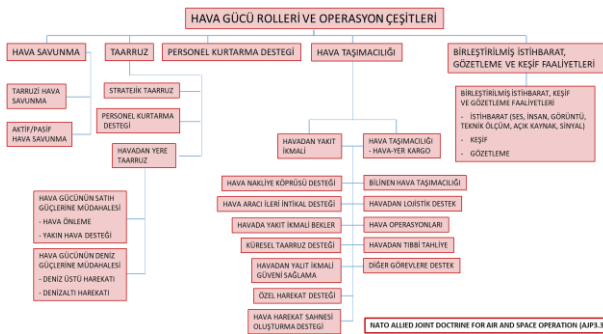 HAVA GÜCÜ ROLLERİ VE OPERASYON ÇEŞİTLERİ
HAVA SAVUNMA
TAARRUZ
PERSONEL KURTARMA DESTEGİ
HAVA TAŞIMACILIĞI
BİRLEŞTIRILMIŞ İSTİHBARAT,
GÖZETLEME VE KEŞİF FAALİYETLERİ
TARRUZİ HAVA
SAVUNMA
AKTİF/PASİF
HAVA SAVUNMA
STRATEJİK TAARRUZ
PERSONEL KURTARMA
DESTEGİ
HAVADAN YERE
TAARRUZ
HAVA GÜCÜNÜN SATIH
GÜÇLERİNE MÜDAHALESİ
- HAVA ÖNLEME
- YAKIN HAVA DESTEĞİ
HAVA GÜCÜNÜN DENİZ
GÜÇLERİNE MÜDAHALESİ
- DENİZ ÜSTÜ HAREKATI
- DENİZALTI HAREKATI
HAVADAN YAKIT
İKMALİ
HAVA TAŞIMACILIĞI
- HAVA-YER KARGO
HAVA NAKLİYE KÖPRÜSÜ DESTEĞİ
HAVA ARACI İLERİ İNTİKAL DESTEĞİ
HAVADA YAKIT İKMALİ BEKLER
KÜRESEL TAARRUZ DESTEĞİ
HAVADAN YALIT İKMALİ
GÜVENİ SAĞLAMA
ÖZEL HAREKAT DESTEĞİ
HAVA HAREKAT SAHNESİ
OLUŞTURMA DESTEGI
BİLİNEN HAVA TAŞIMACILIĞI
HAVADAN LOJİSTİK DESTEK
HAVA OPERASYONLARI
HAVADAN TIBBİ TAHLİYE
DİĞER GÖREVLERE DESTEK
BİRLEŞTİRİLMİŞ İSTİHBARAT, KEŞİF
VE GÖZETLEME FAALİYETLERİ
- İSTİHBARAT (SES, İNSAN, GÖRÜNTÜ,
TEKNİK ÖLÇÜM, AÇIK KAYNAK, SİNYAL)
- KEŞİF
- GÖZETLEME
NATO ALLIED JOINT DOCTRINE FOR AIR AND SPACE OPERATION (AJP3.3